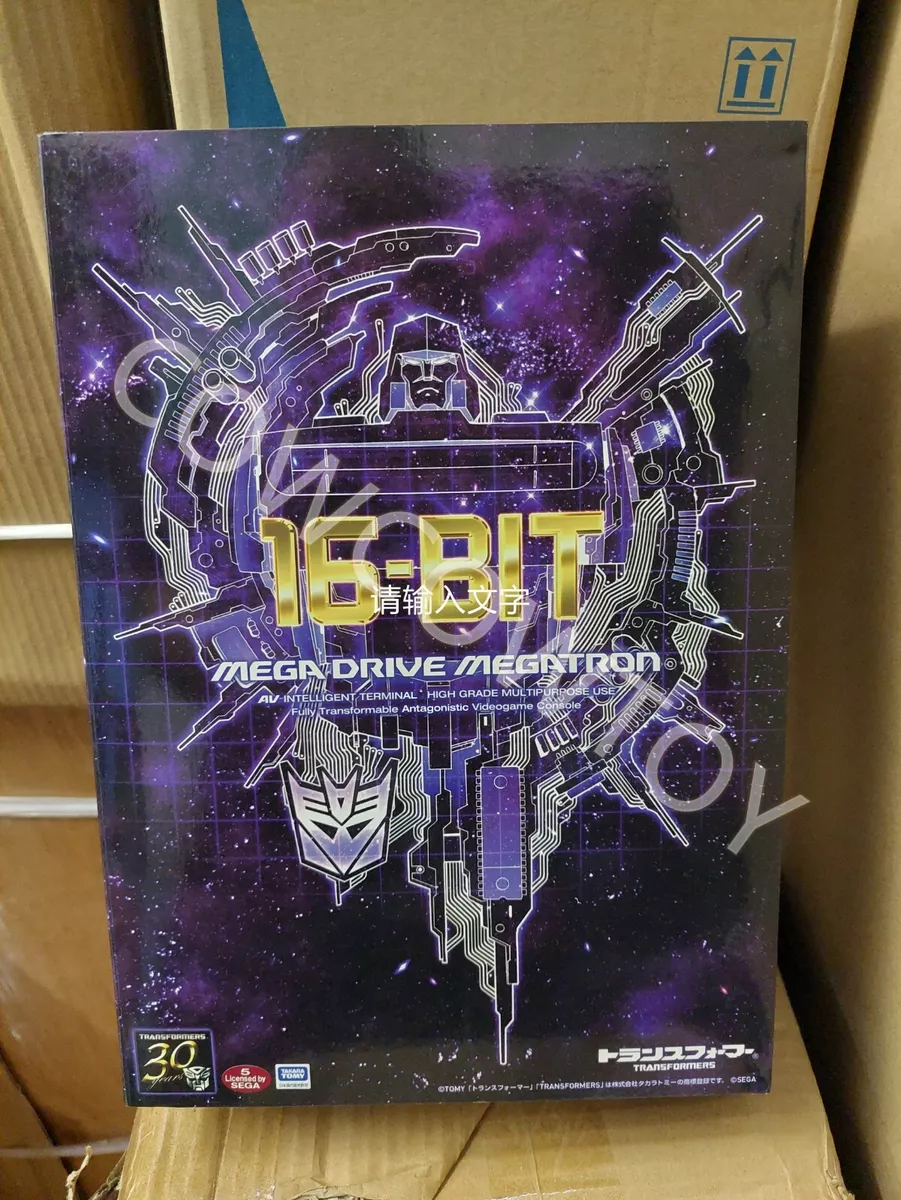 16-BIT
请输入文字
MEGA DRIVE MEGATRON
AV INTELLIGENT TERMINAL HIGH GRADE MULTIPURPOSE USE
Fully Transformable Antagonistic Videogame Console
COWCOWTOY
TRANSFORMERS
30
Years
5
Licensed by
SEGA
TAKARA
TOMY
トランスフォーマー
TRANSFORMERS
©TOMY 「トランスフォーマー」「TRANSFORMERS」は株式会社タカラトミーの商標登録です。 ©SEGA